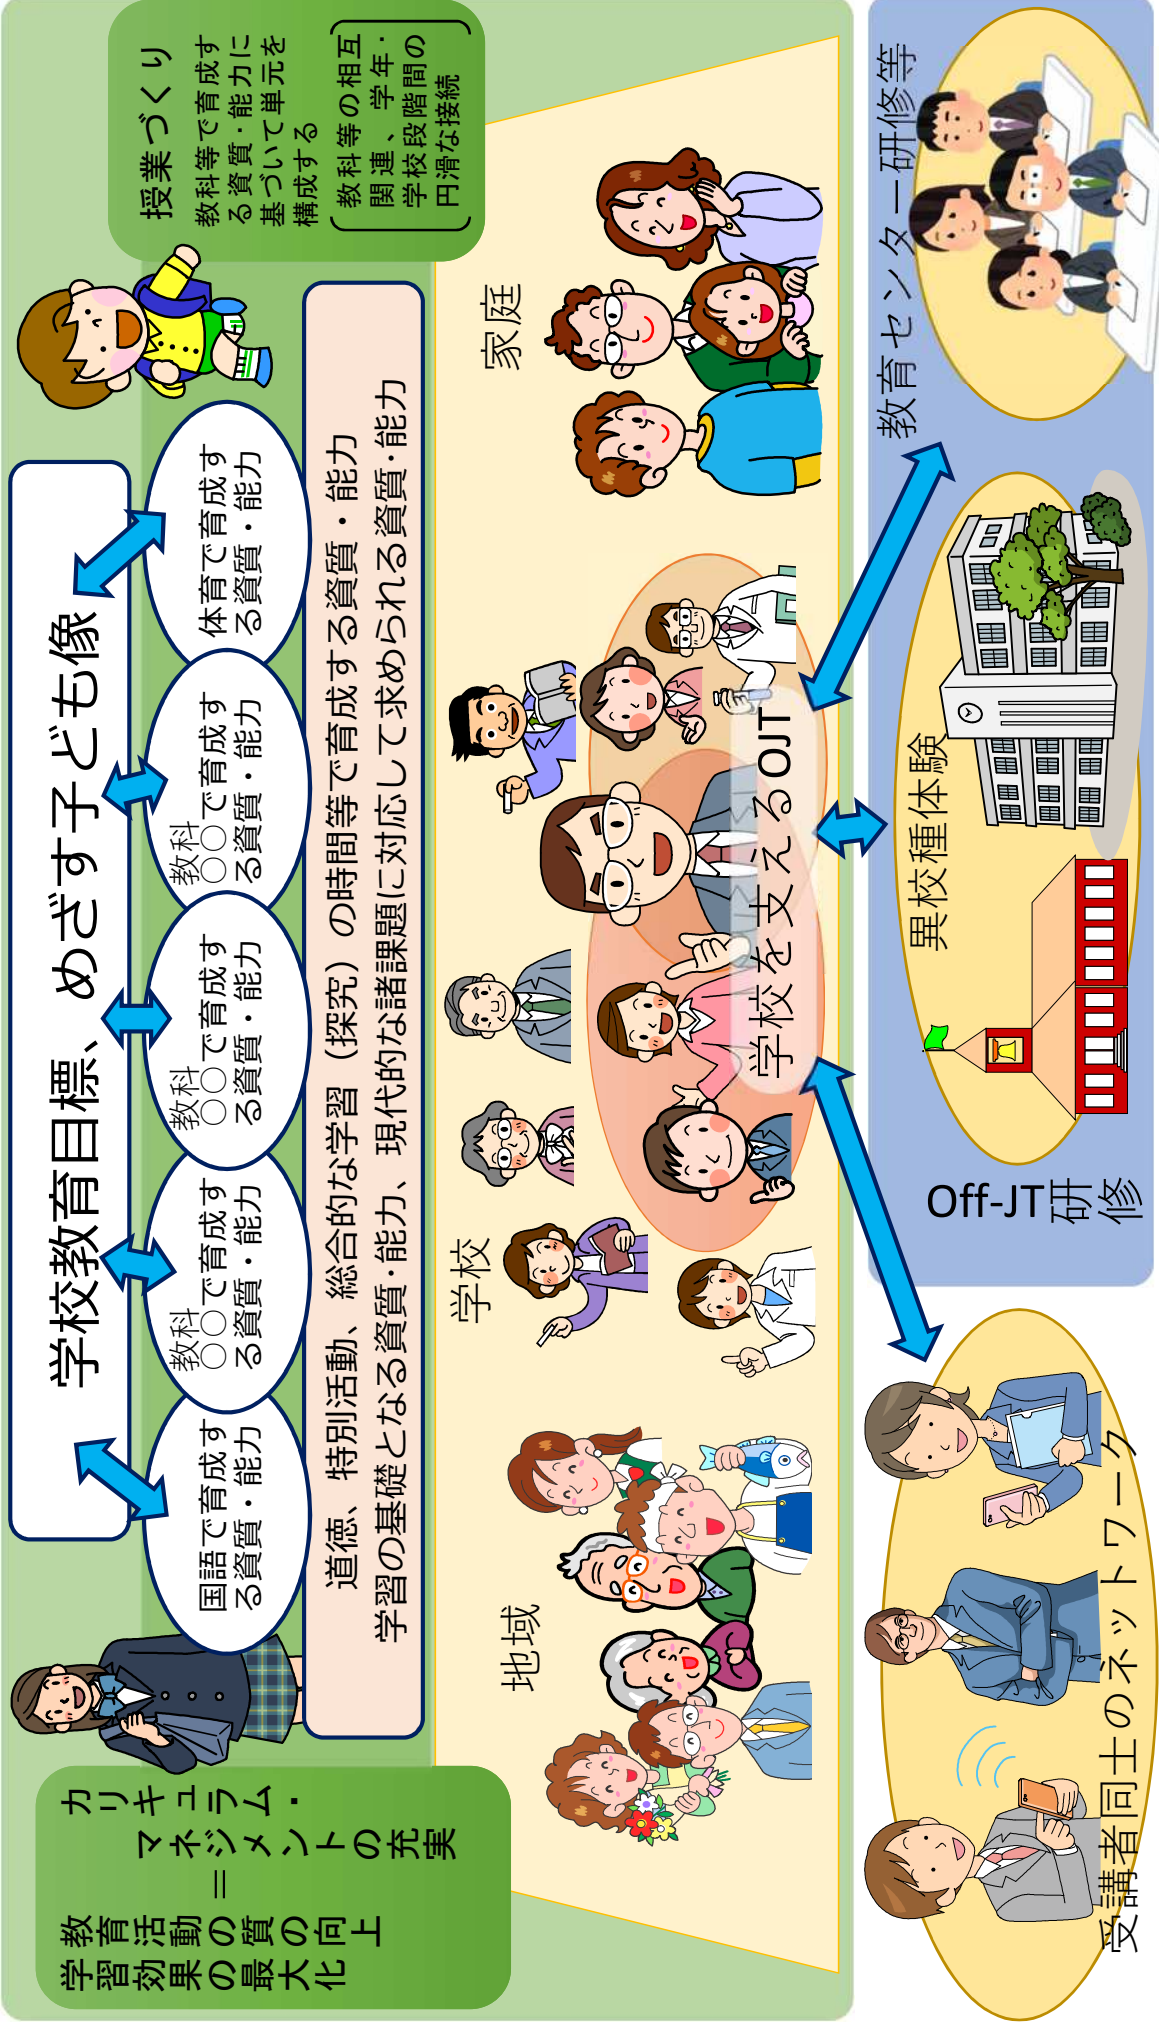 学校教育目標、めざす子ども像
カリキュラム・
マネジメントの充実
＝
教育活動の質の向上
学習効果の最大化
国語で育成す
る資質・能力
教科
○○で育成す
る資質・能力
教科
○○で育成す
る資質・能力
教科
○○で育成す
る資質・能力
体育で育成す
る資質・能力
授業づくり
教科等で育成す
る資質・能力に
基づいて単元を
構成する
教科等の相互
関連、学年・
学校段階間の
円滑な接続
道徳、特別活動、総合的な学習（探究）の時間等で育成する資質・能力
学習の基礎となる資質・能力、現代的な諸課題に対応して求められる資質・能力
地域
学校
家庭
学校を支えるOJT
受講者同士のネットワーク
Off-JT研
修
異校種体験
教育センター研修等